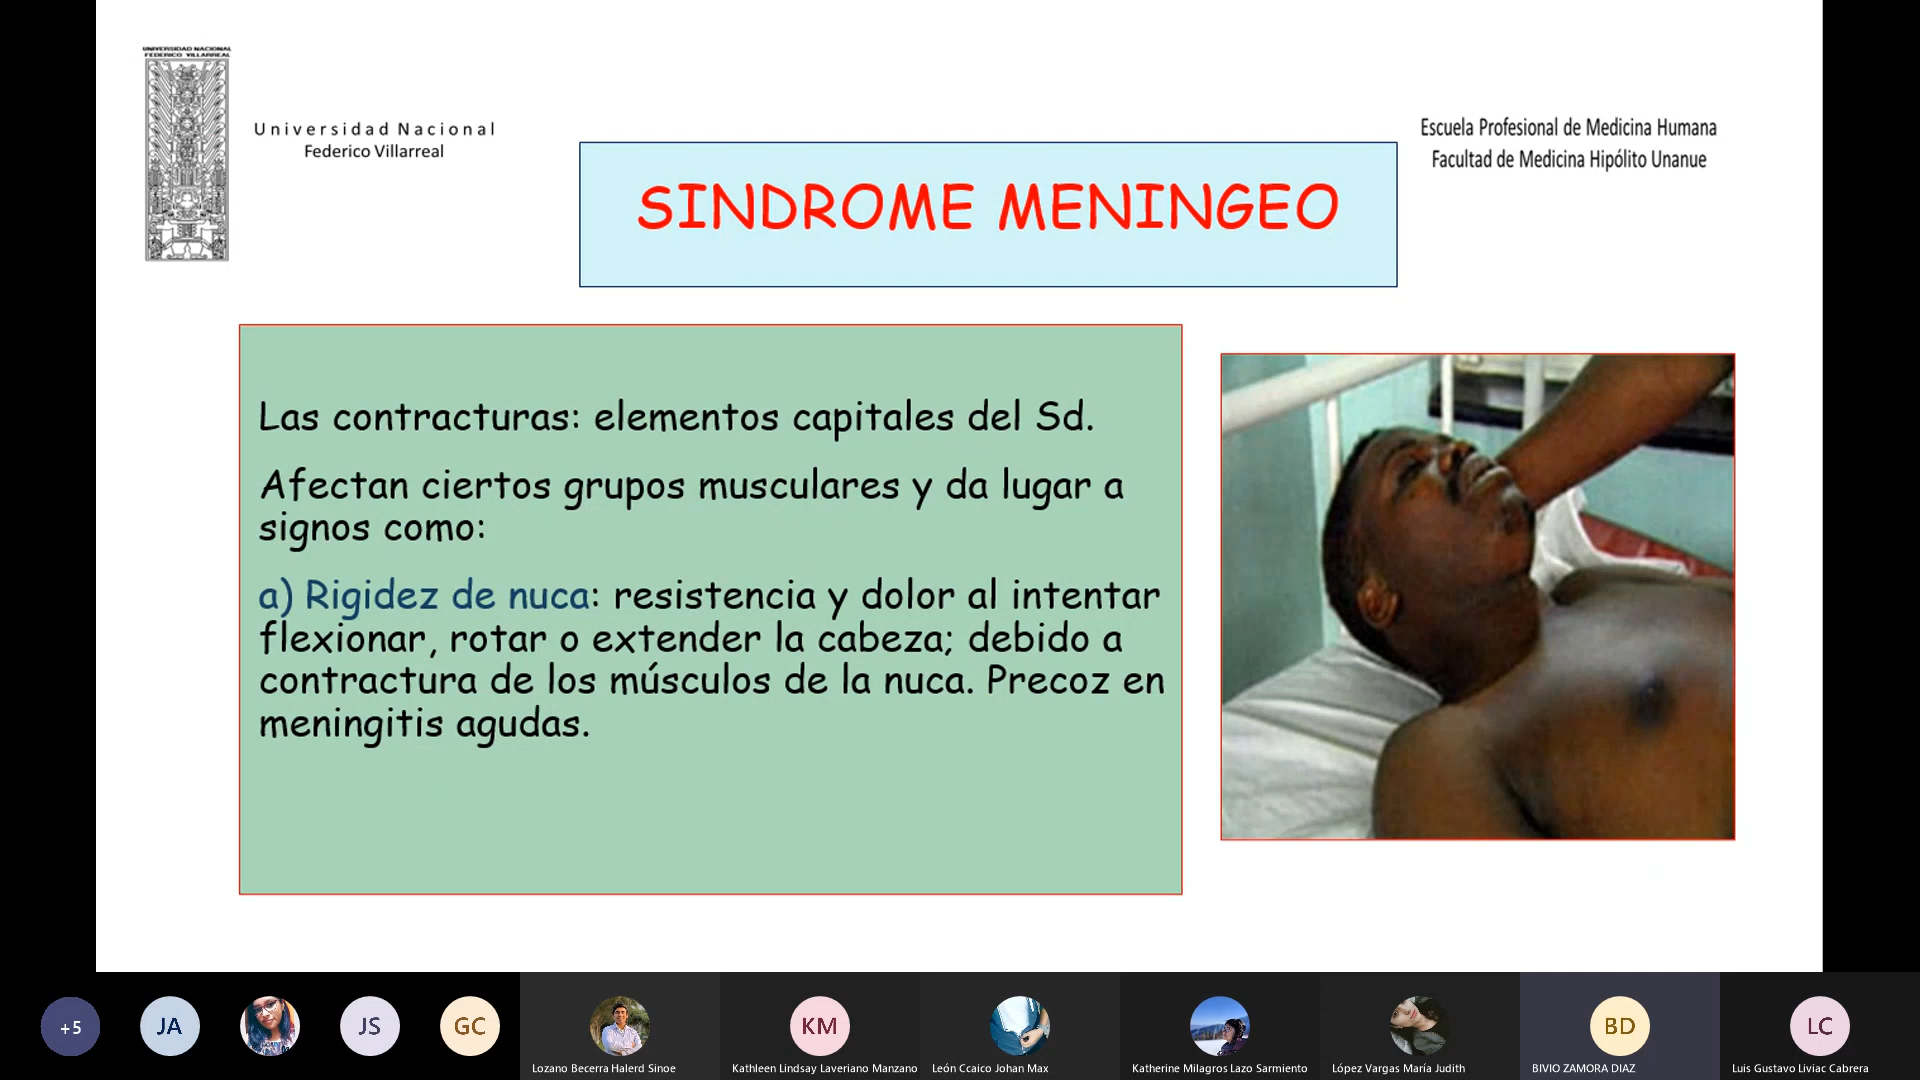 UNIVERSIDAD NACIONAL
FEDERICO VILLARREAL
Universidad Nacional
Federico Villarreal
Escuela Profesional de Medicina Humana
Facultad de Medicina Hipólito Unanue
SINDROME MENINGEO
Las contracturas: elementos capitales del Sd.
Afectan ciertos grupos musculares y da lugar a
signos como:
a) Rigidez de nuca: resistencia y dolor al intentar
flexionar, rotar o extender la cabeza; debido a
contractura de los músculos de la nuca. Precoz en
meningitis agudas.
+5
JA
JS
GC
KM
BD
LC
Lozano Becerra Halerd Sinoe
Kathleen Lindsay Laveriano Manzano
León Ccaico Johan Max
Katherine Milagros Lazo Sarmiento
López Vargas María Judith
BIVIO ZAMORA DIAZ
Luis Gustavo Liviac Cabrera